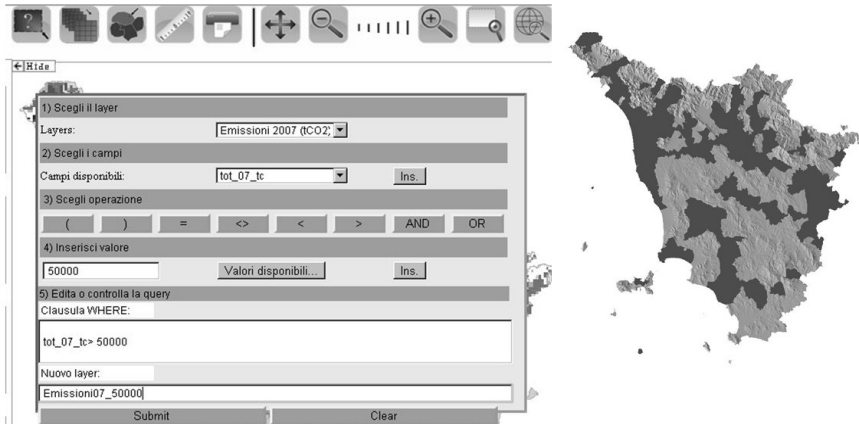 Hide
1) Scegli il layer
Layers: Emissioni 2007 (tCO2)
2) Scegli i campi
Campi disponibili: tot_07_tc Ins.
3) Scegli operazione
( ) = <> < > AND OR
4) Inserisci valore
50000 Valori disponibili... Ins.
5) Edita o controlla la query
Clausula WHERE:
tot_07_tc> 50000
Nuovo layer:
Emissioni07_50000
Submit Clear